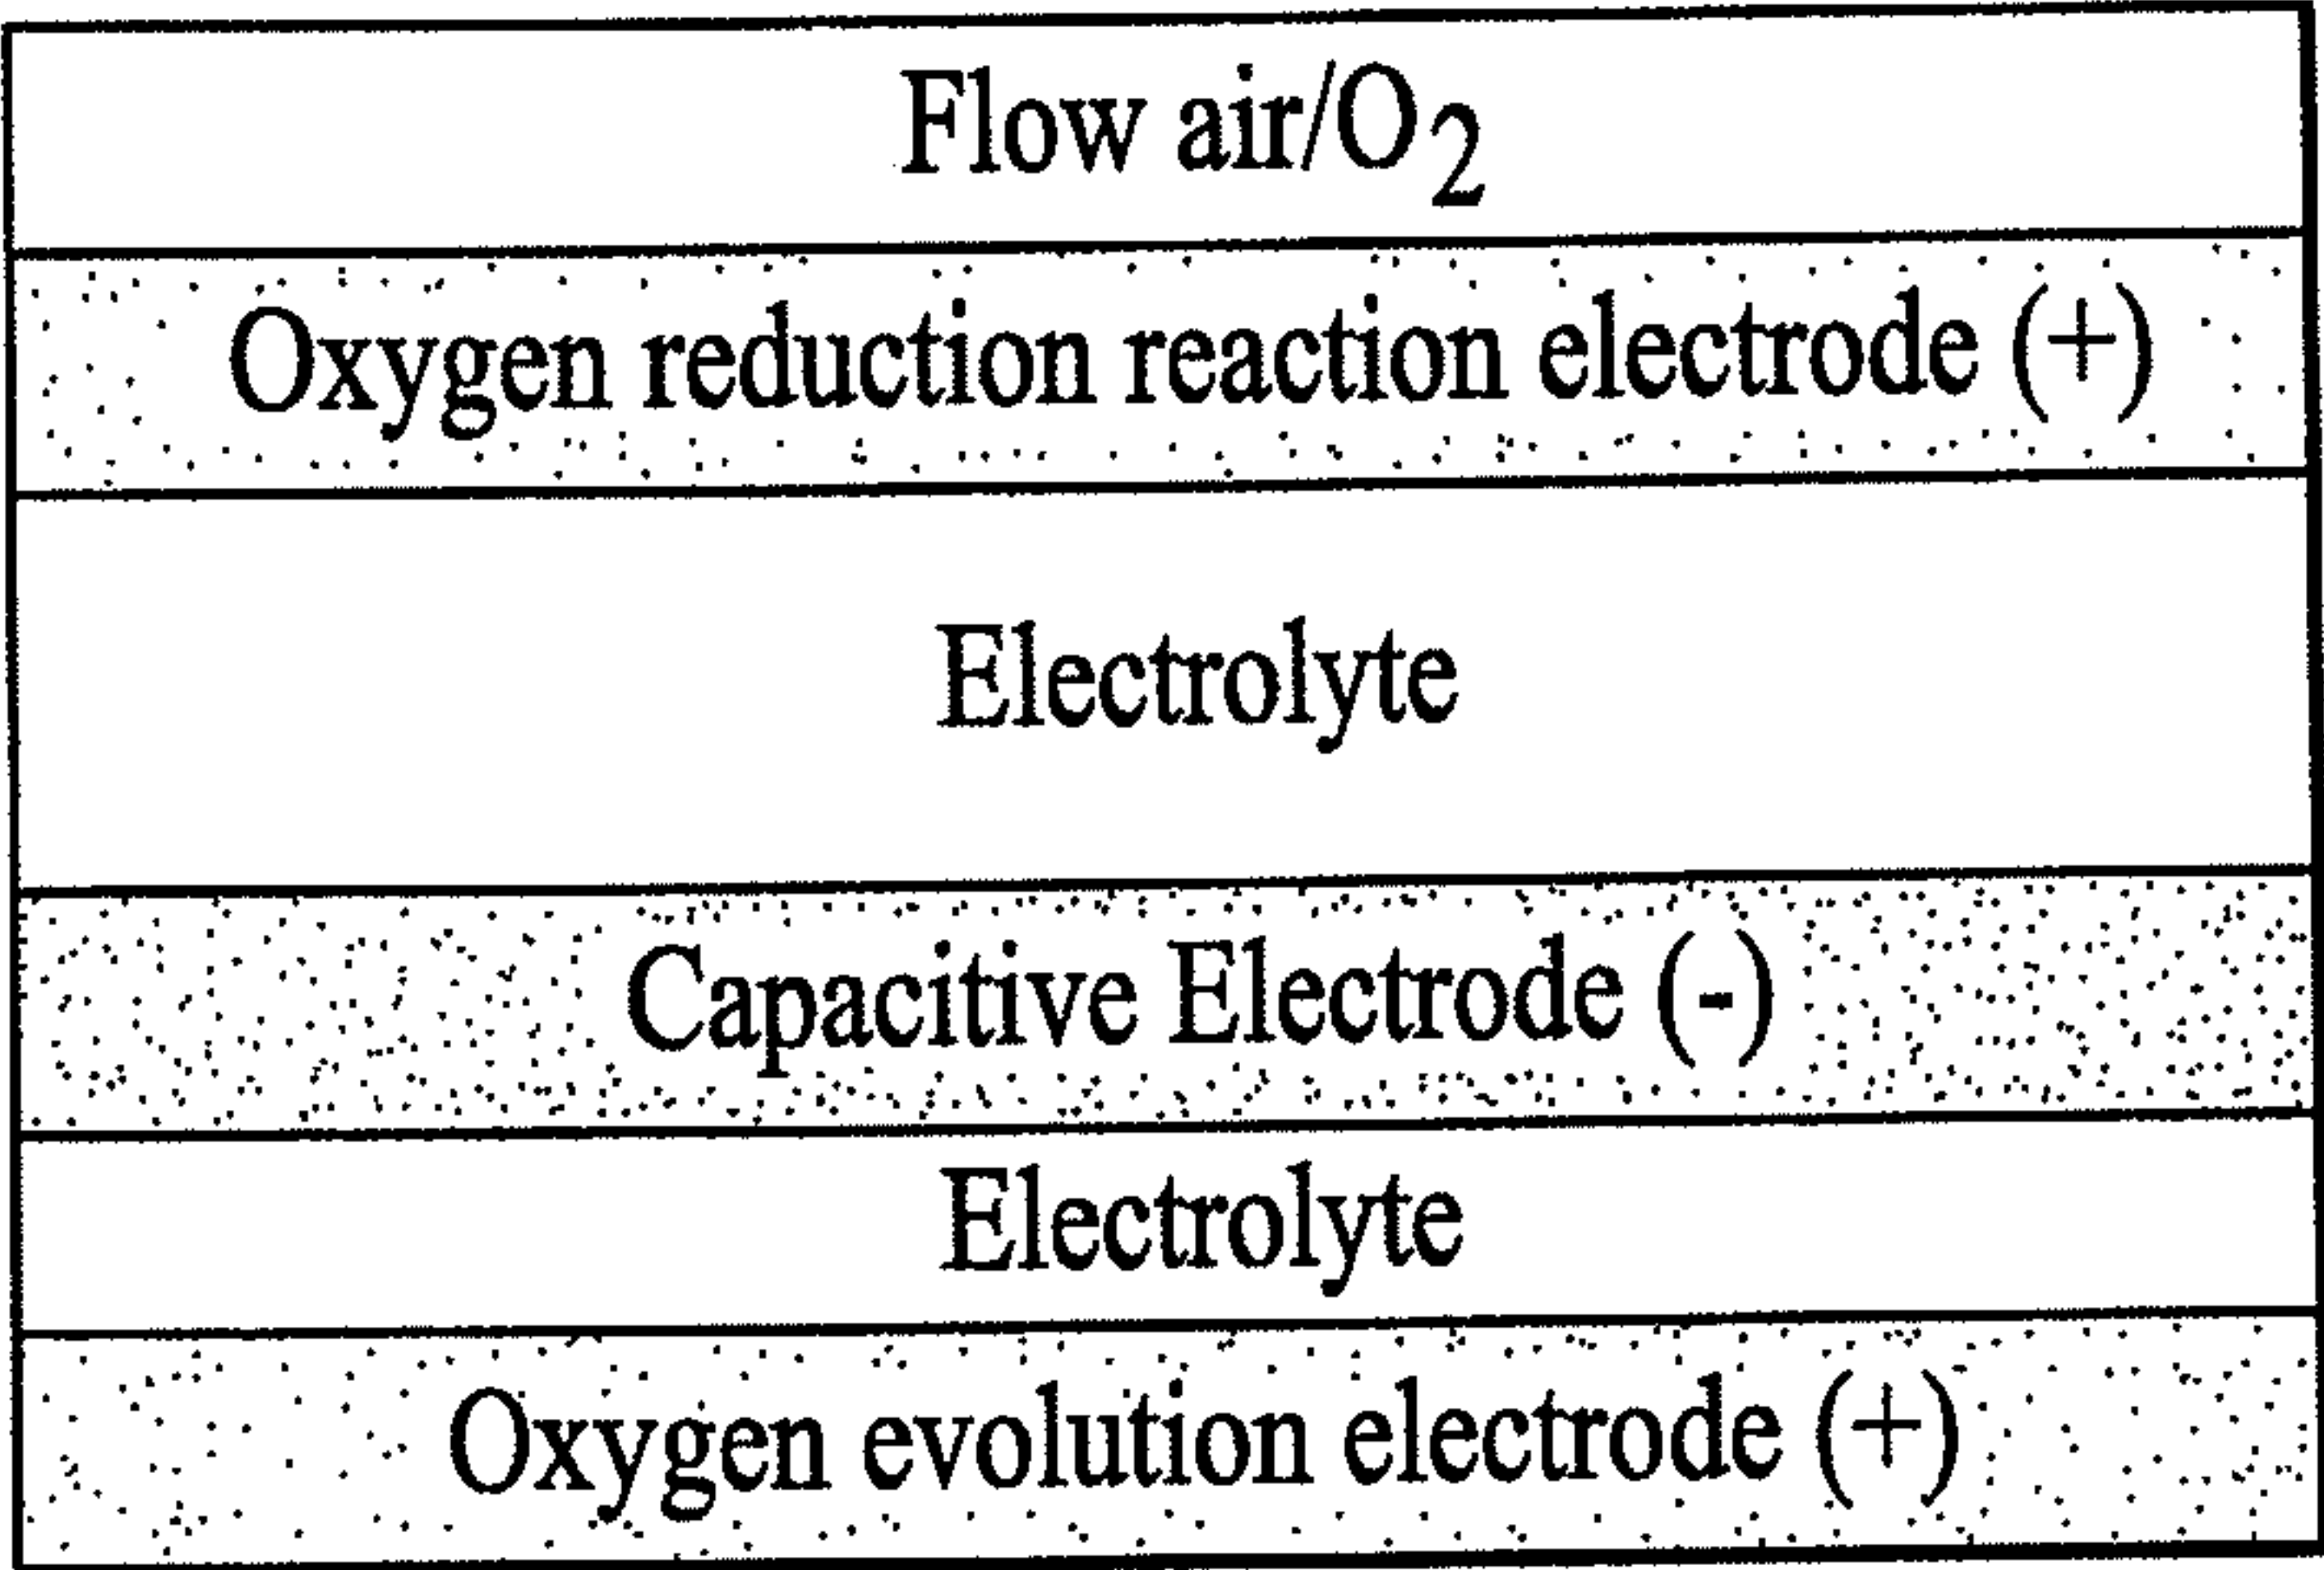 Flow air/O2
Oxygen reduction reaction electrode (+)
Electrolyte
Capacitive Electrode (-)
Electrolyte
Oxygen evolution electrode (+)